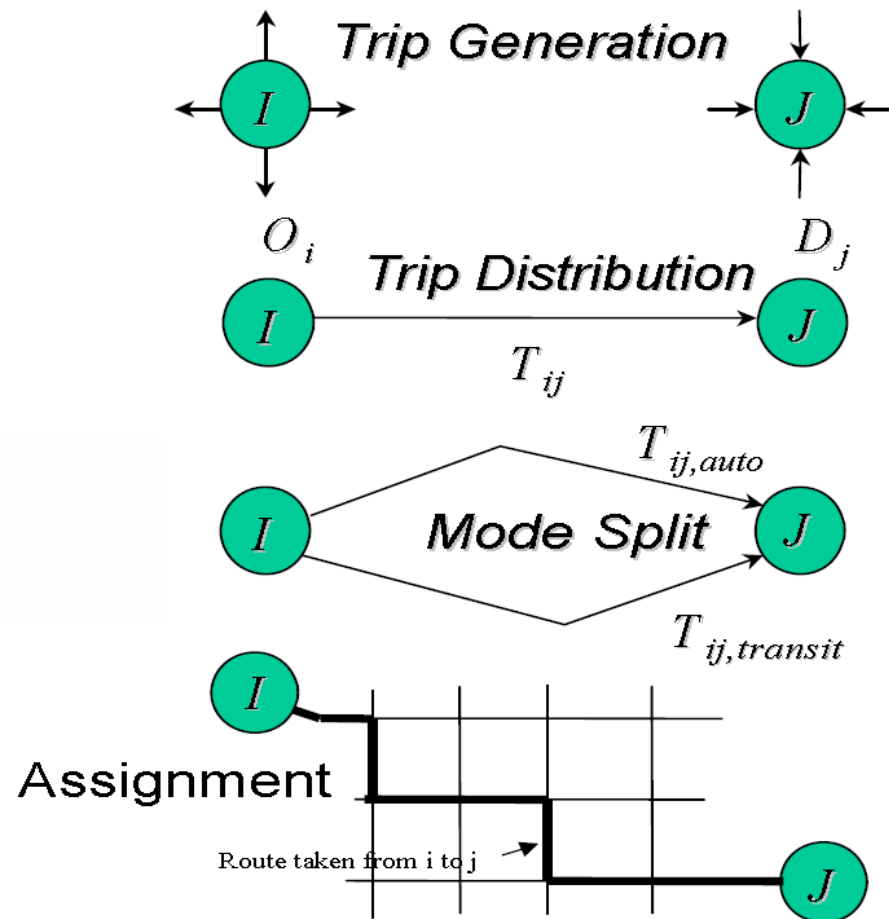 Trip Generation
I J
O_i D_j
Trip Distribution
I J
T_ij
T_ij,auto
I Mode Split J
T_ij,transit
I
Assignment
Route taken from i to j
J